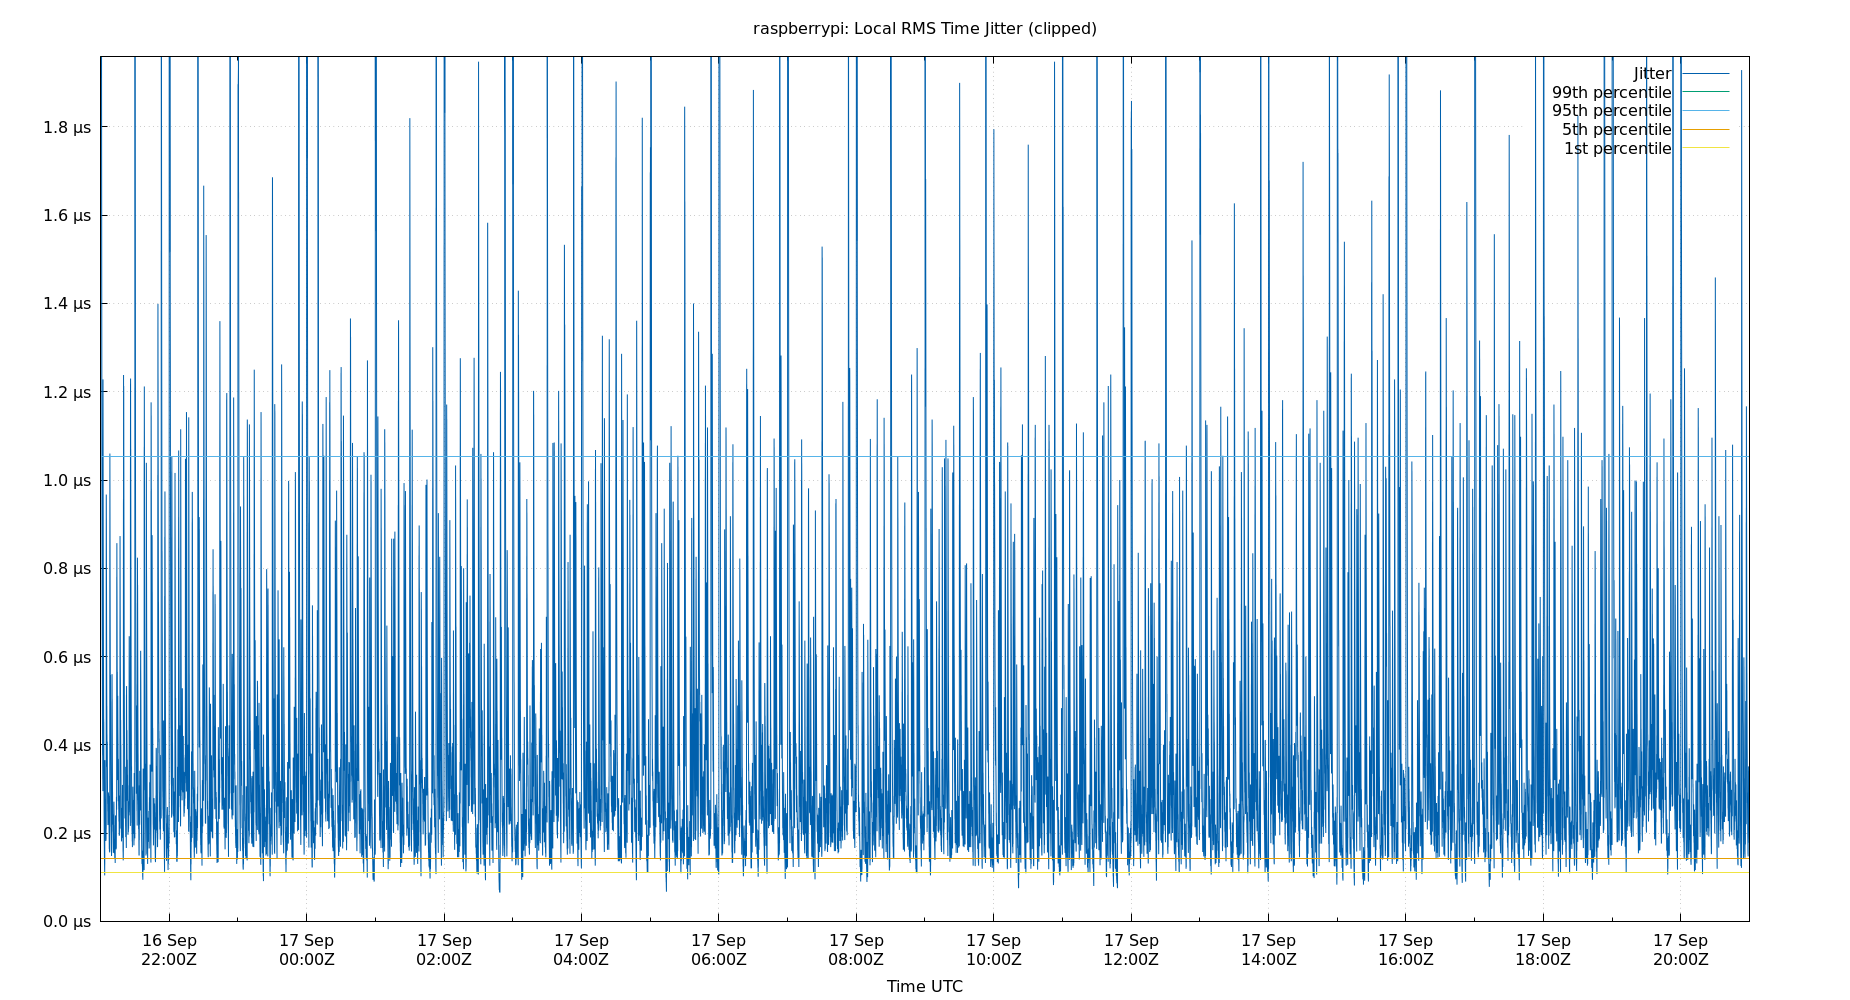 raspberrypi: Local RMS Time Jitter (clipped)
Jitter
99th percentile
95th percentile
5th percentile
1st percentile
1.8 μs
1.6 μs
1.4 μs
1.2 μs
1.0 μs
0.8 μs
0.6 μs
0.4 μs
0.2 μs
0.0 μs
16 Sep 17 Sep 17 Sep 17 Sep 17 Sep 17 Sep 17 Sep 17 Sep 17 Sep 17 Sep 17 Sep 17 Sep
22:00Z 00:00Z 02:00Z 04:00Z 06:00Z 08:00Z 10:00Z 12:00Z 14:00Z 16:00Z 18:00Z 20:00Z
Time UTC